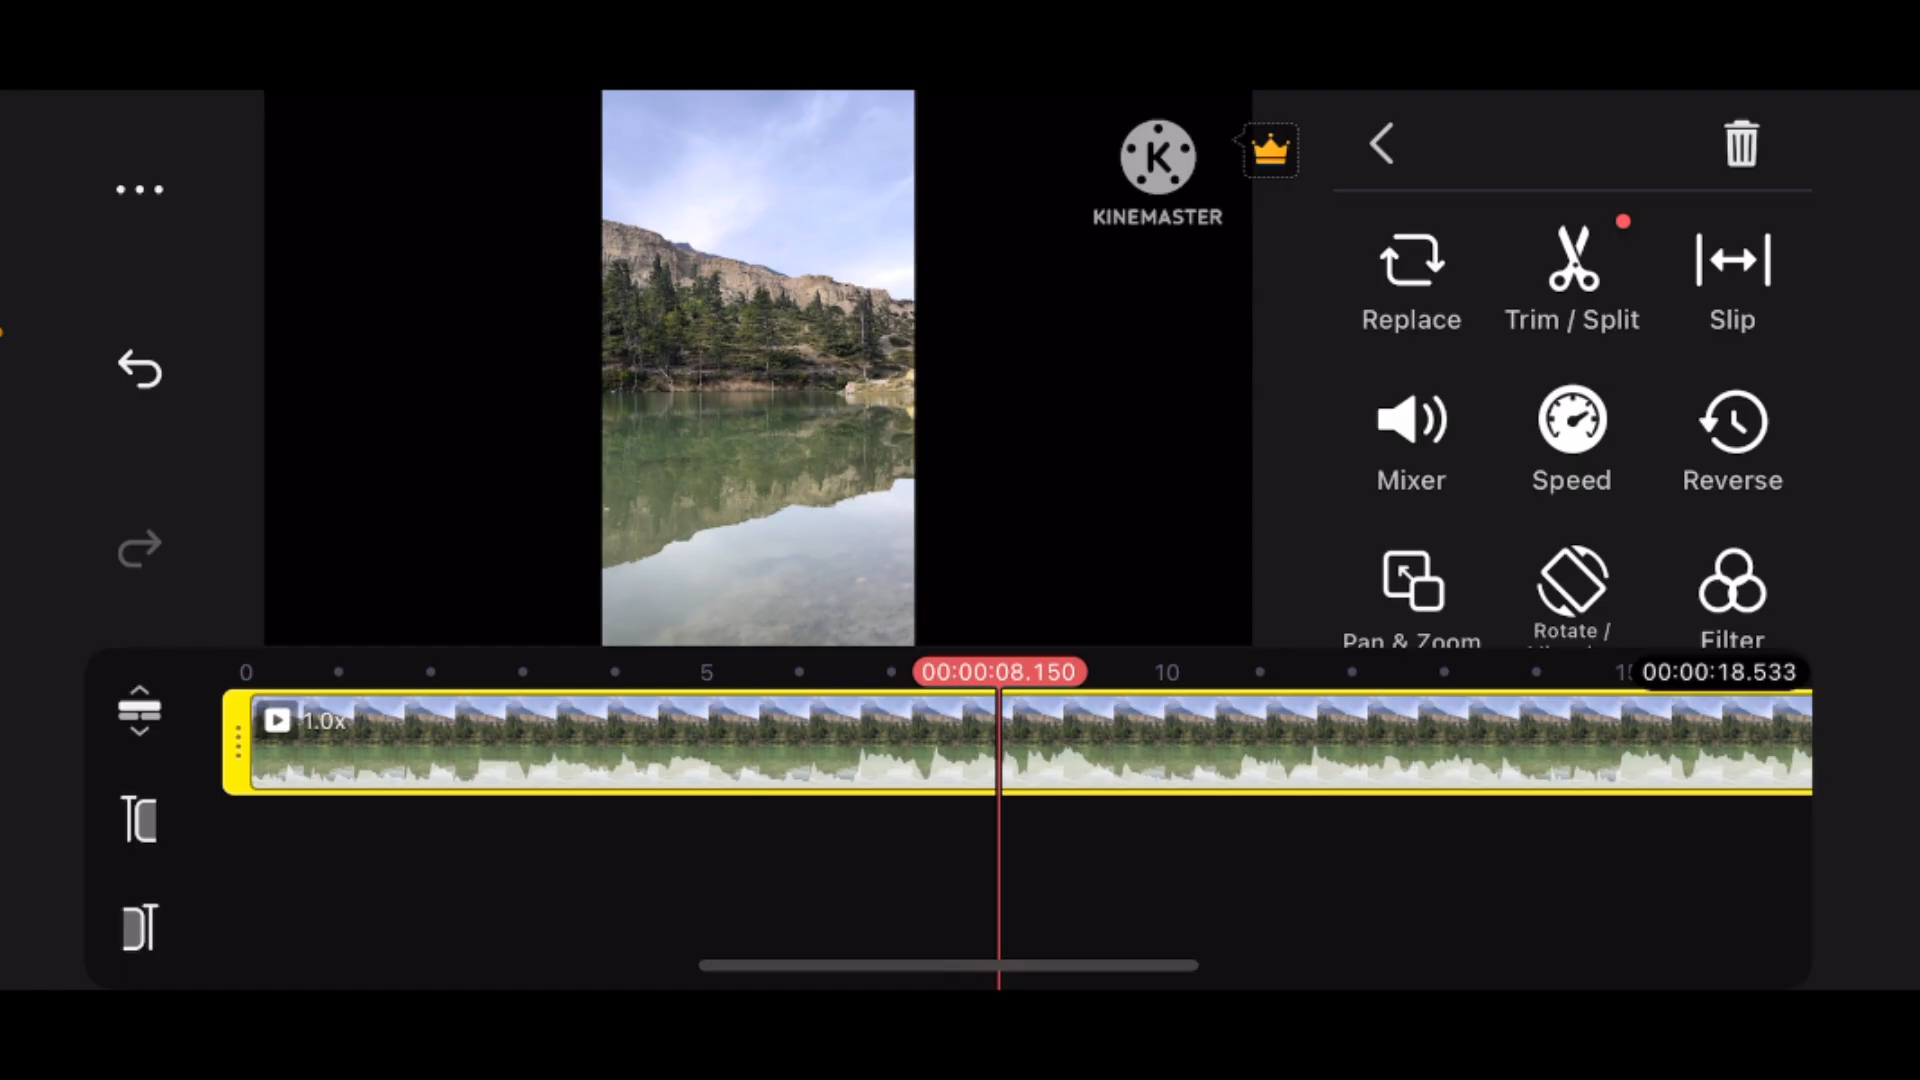 K
KINEMASTER
Replace
Trim / Split
Slip
Mixer
Speed
Reverse
Pan & Zoom
Rotate /
Filter
0
5
00:00:08.150
10
00:00:18.533
1.0x